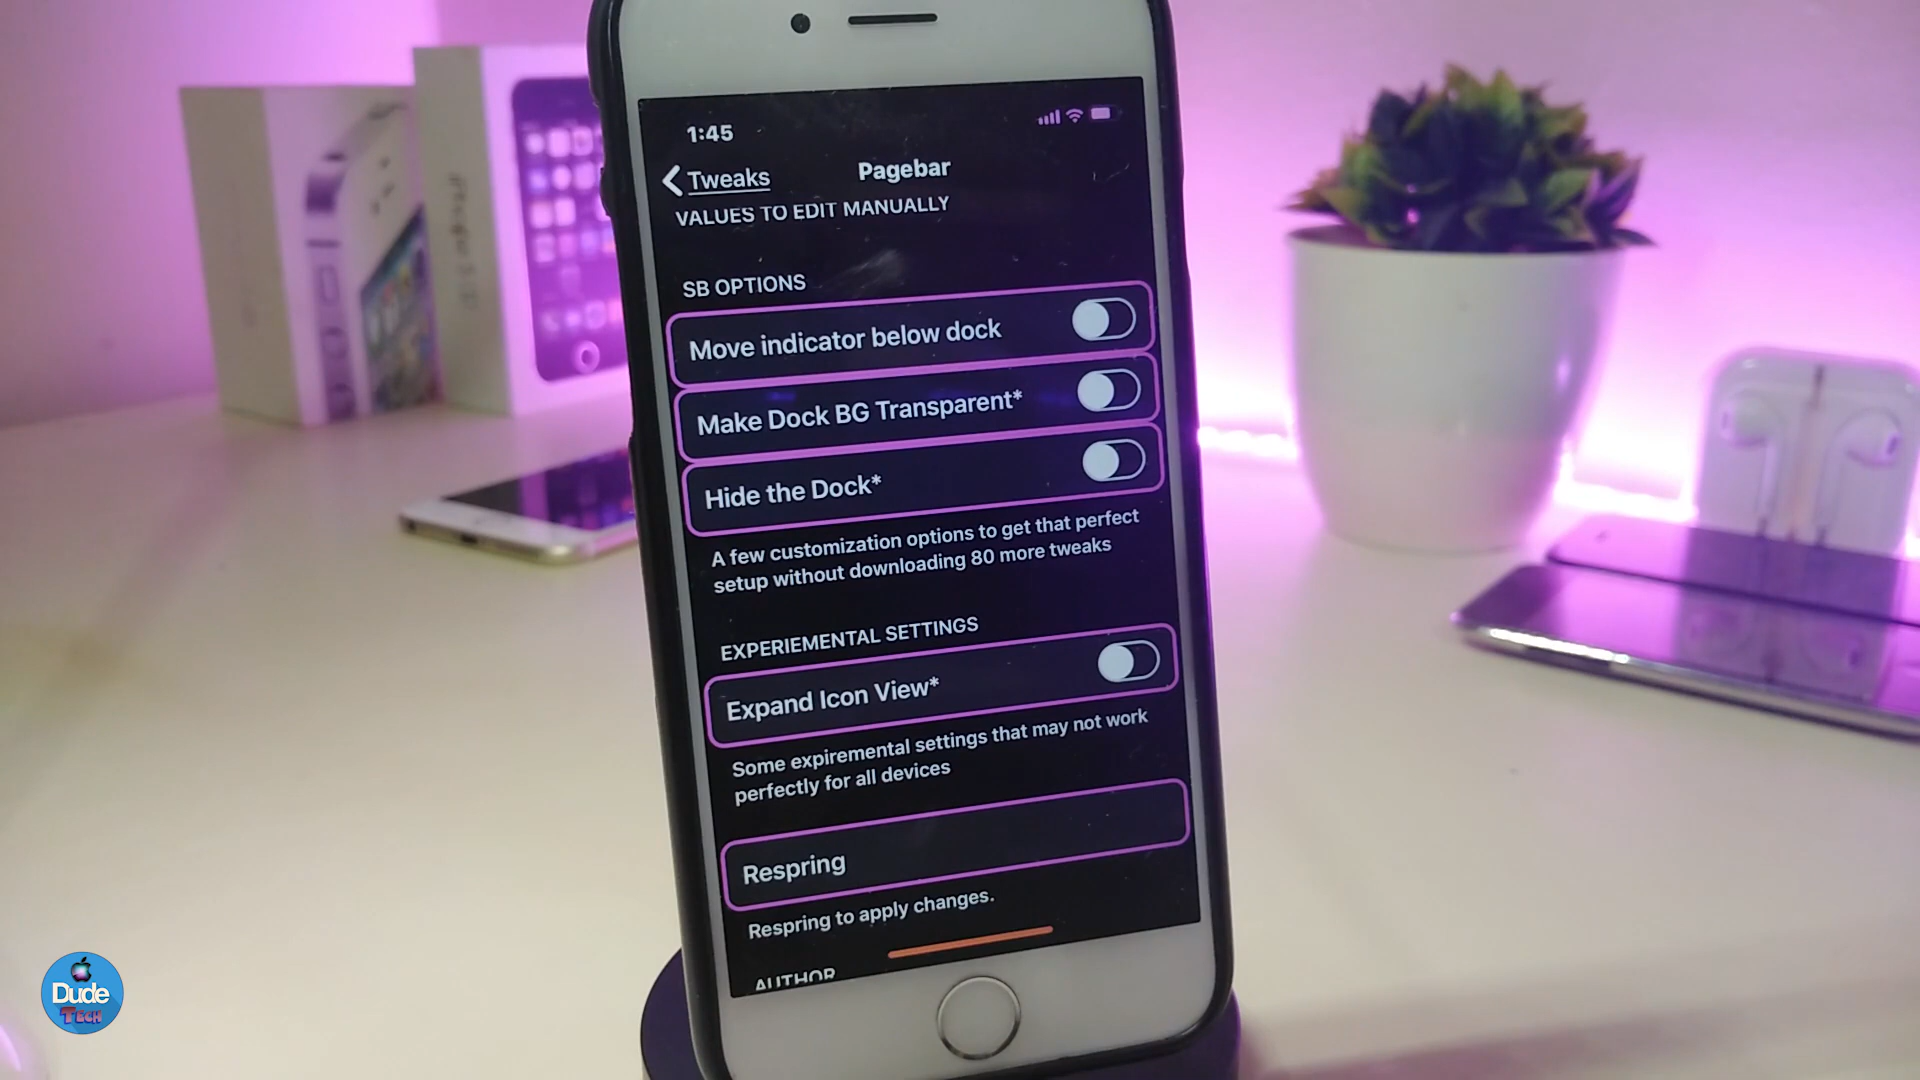 1:45
Tweaks
Pagebar
VALUES TO EDIT MANUALLY
SB OPTIONS
Move indicator below dock
Make Dock BG Transparent*
Hide the Dock*
A few customization options to get that perfect
setup without downloading 80 more tweaks
EXPERIEMENTAL SETTINGS
Expand Icon View*
Some expiremental settings that may not work
perfectly for all devices
Respring
Respring to apply changes.
AUTHOR
Dude
TECH